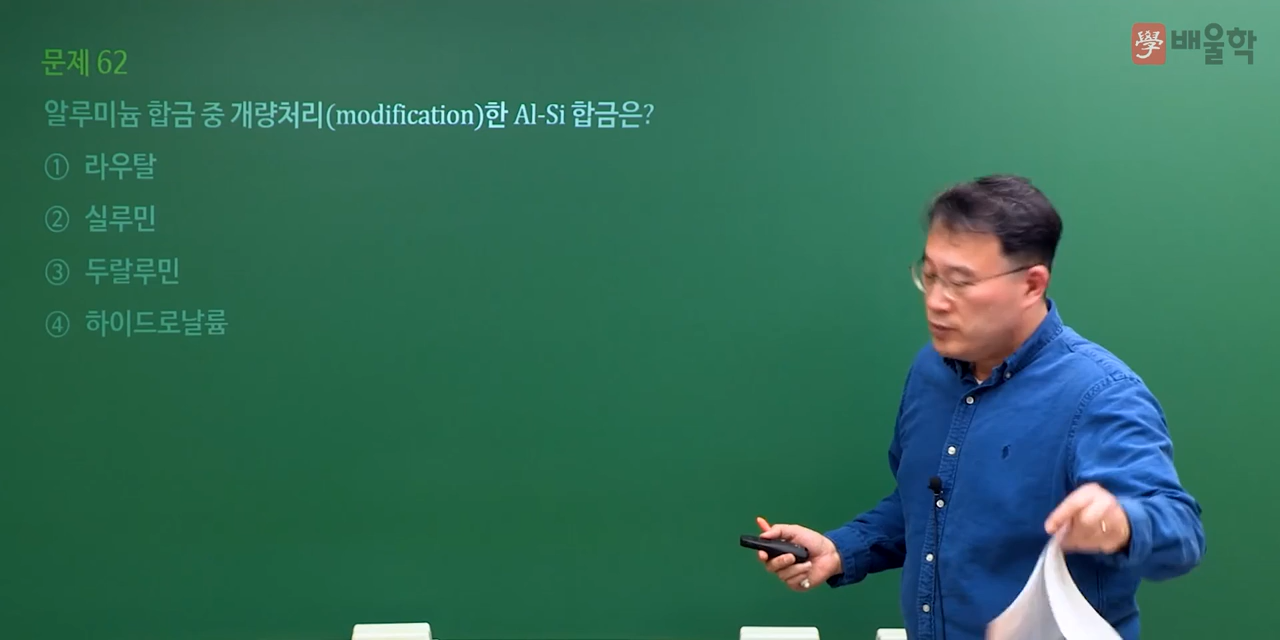 문제 62
學 배울학
알루미늄 합금 중 개량처리(modification)한 Al-Si 합금은?
① 라우탈
② 실루민
③ 두랄루민
④ 하이드로날륨